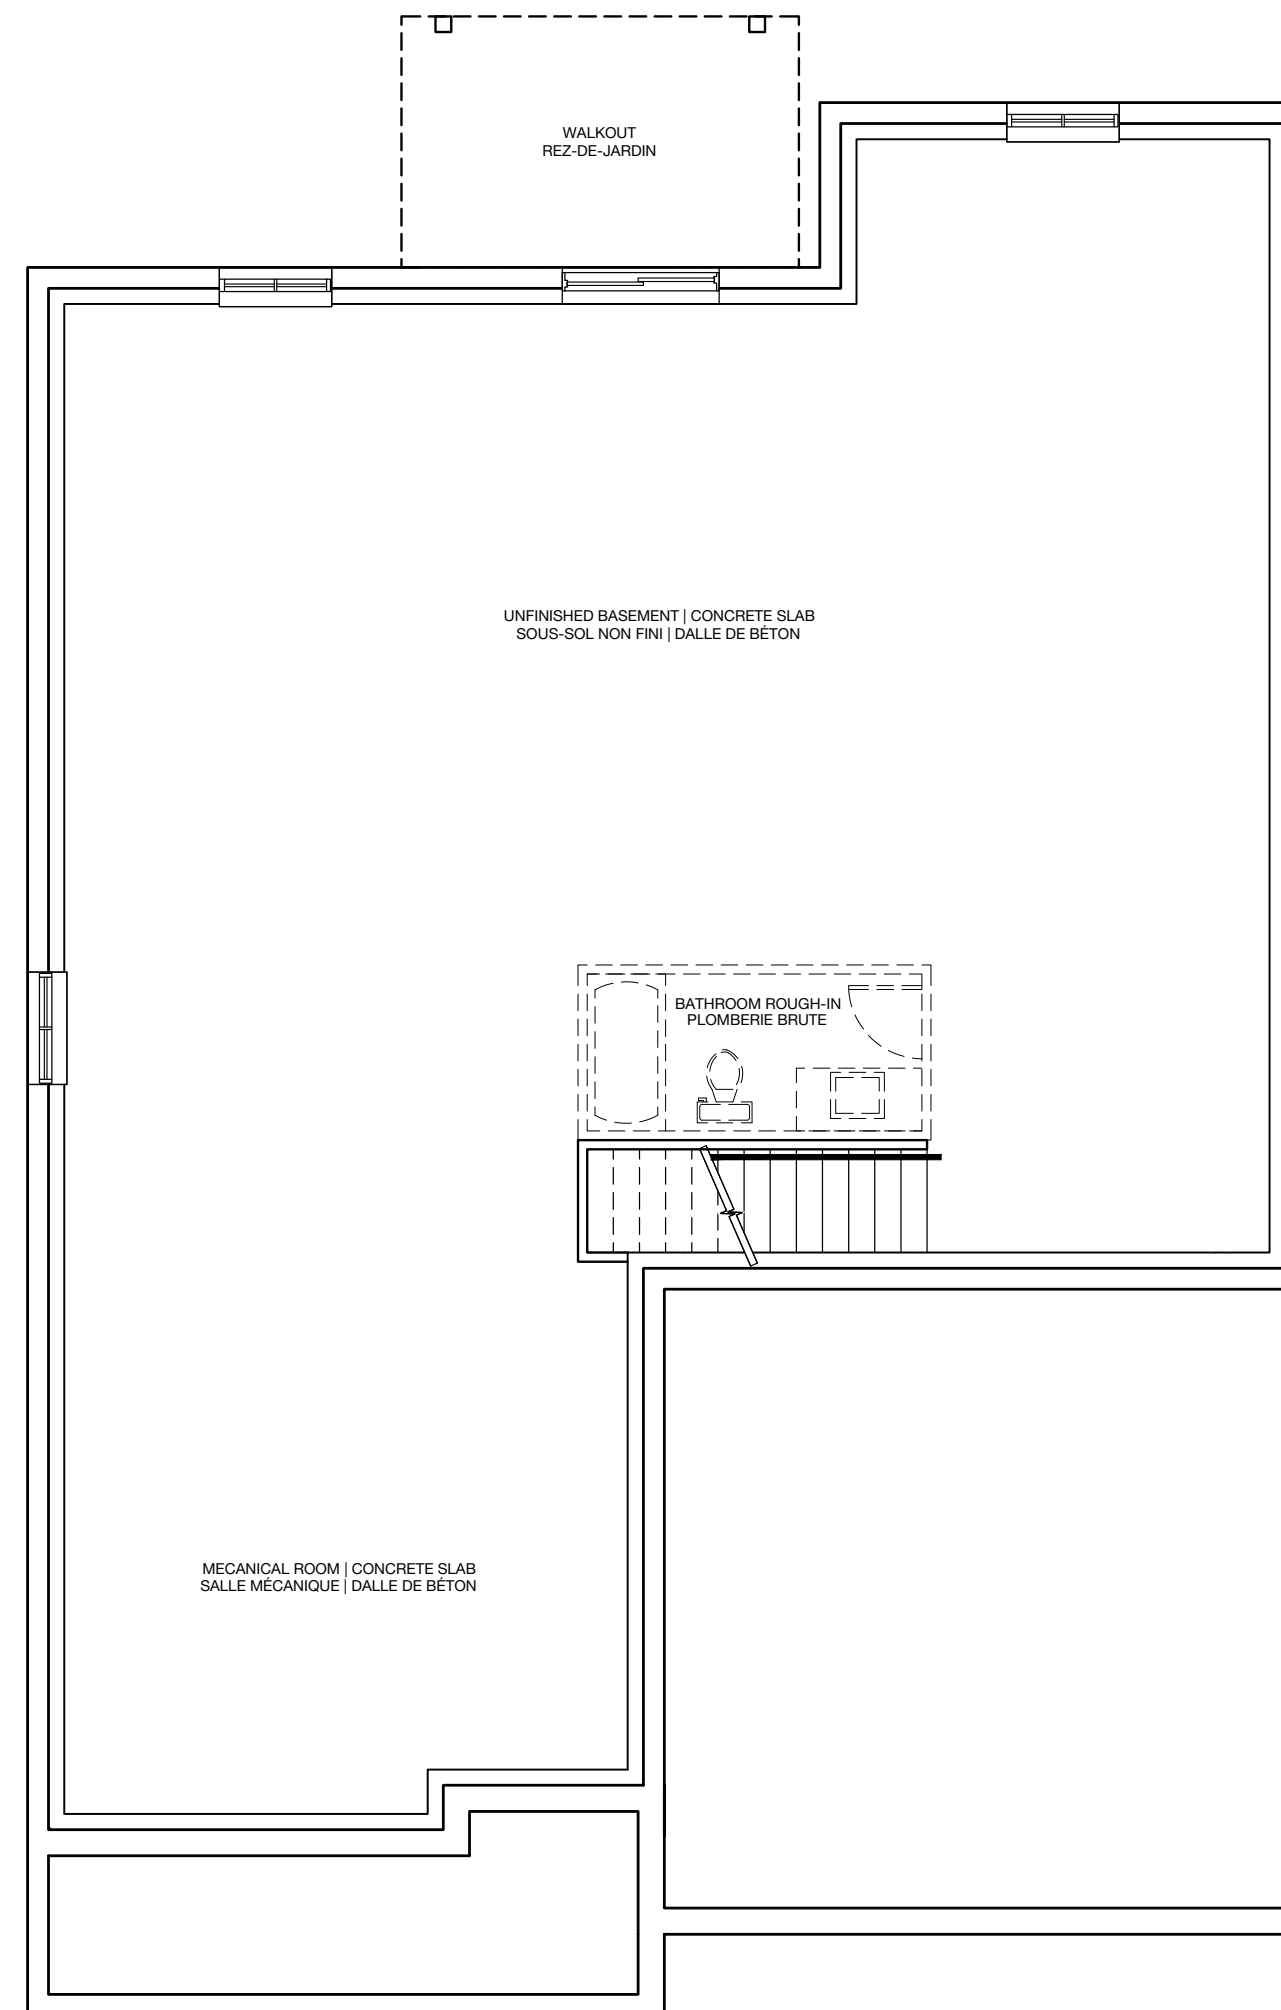 WALKOUT
REZ-DE-JARDIN
UNFINISHED BASEMENT | CONCRETE SLAB
SOUS-SOL NON FINI | DALLE DE BÉTON
BATHROOM ROUGH-IN
PLOMBERIE BRUTE
MECANICAL ROOM | CONCRETE SLAB
SALLE MÉCANIQUE | DALLE DE BÉTON